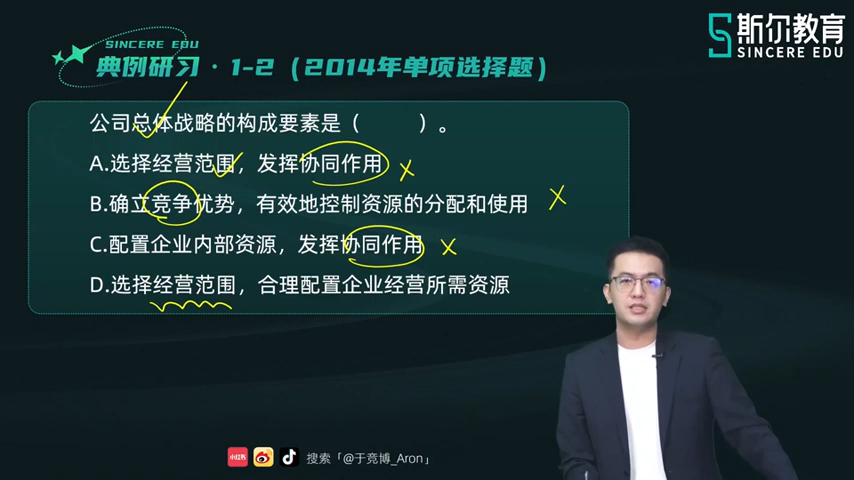 SINCERE EDU
典例研习·1-2（2014年单项选择题）
斯尔教育
SINCERE EDU
公司总体战略的构成要素是（ ）。
A.选择经营范围，发挥协同作用
B.确立竞争优势，有效地控制资源的分配和使用
C.配置企业内部资源，发挥协同作用
D.选择经营范围，合理配置企业经营所需资源
小红书
搜索「@于竞博_Aron」